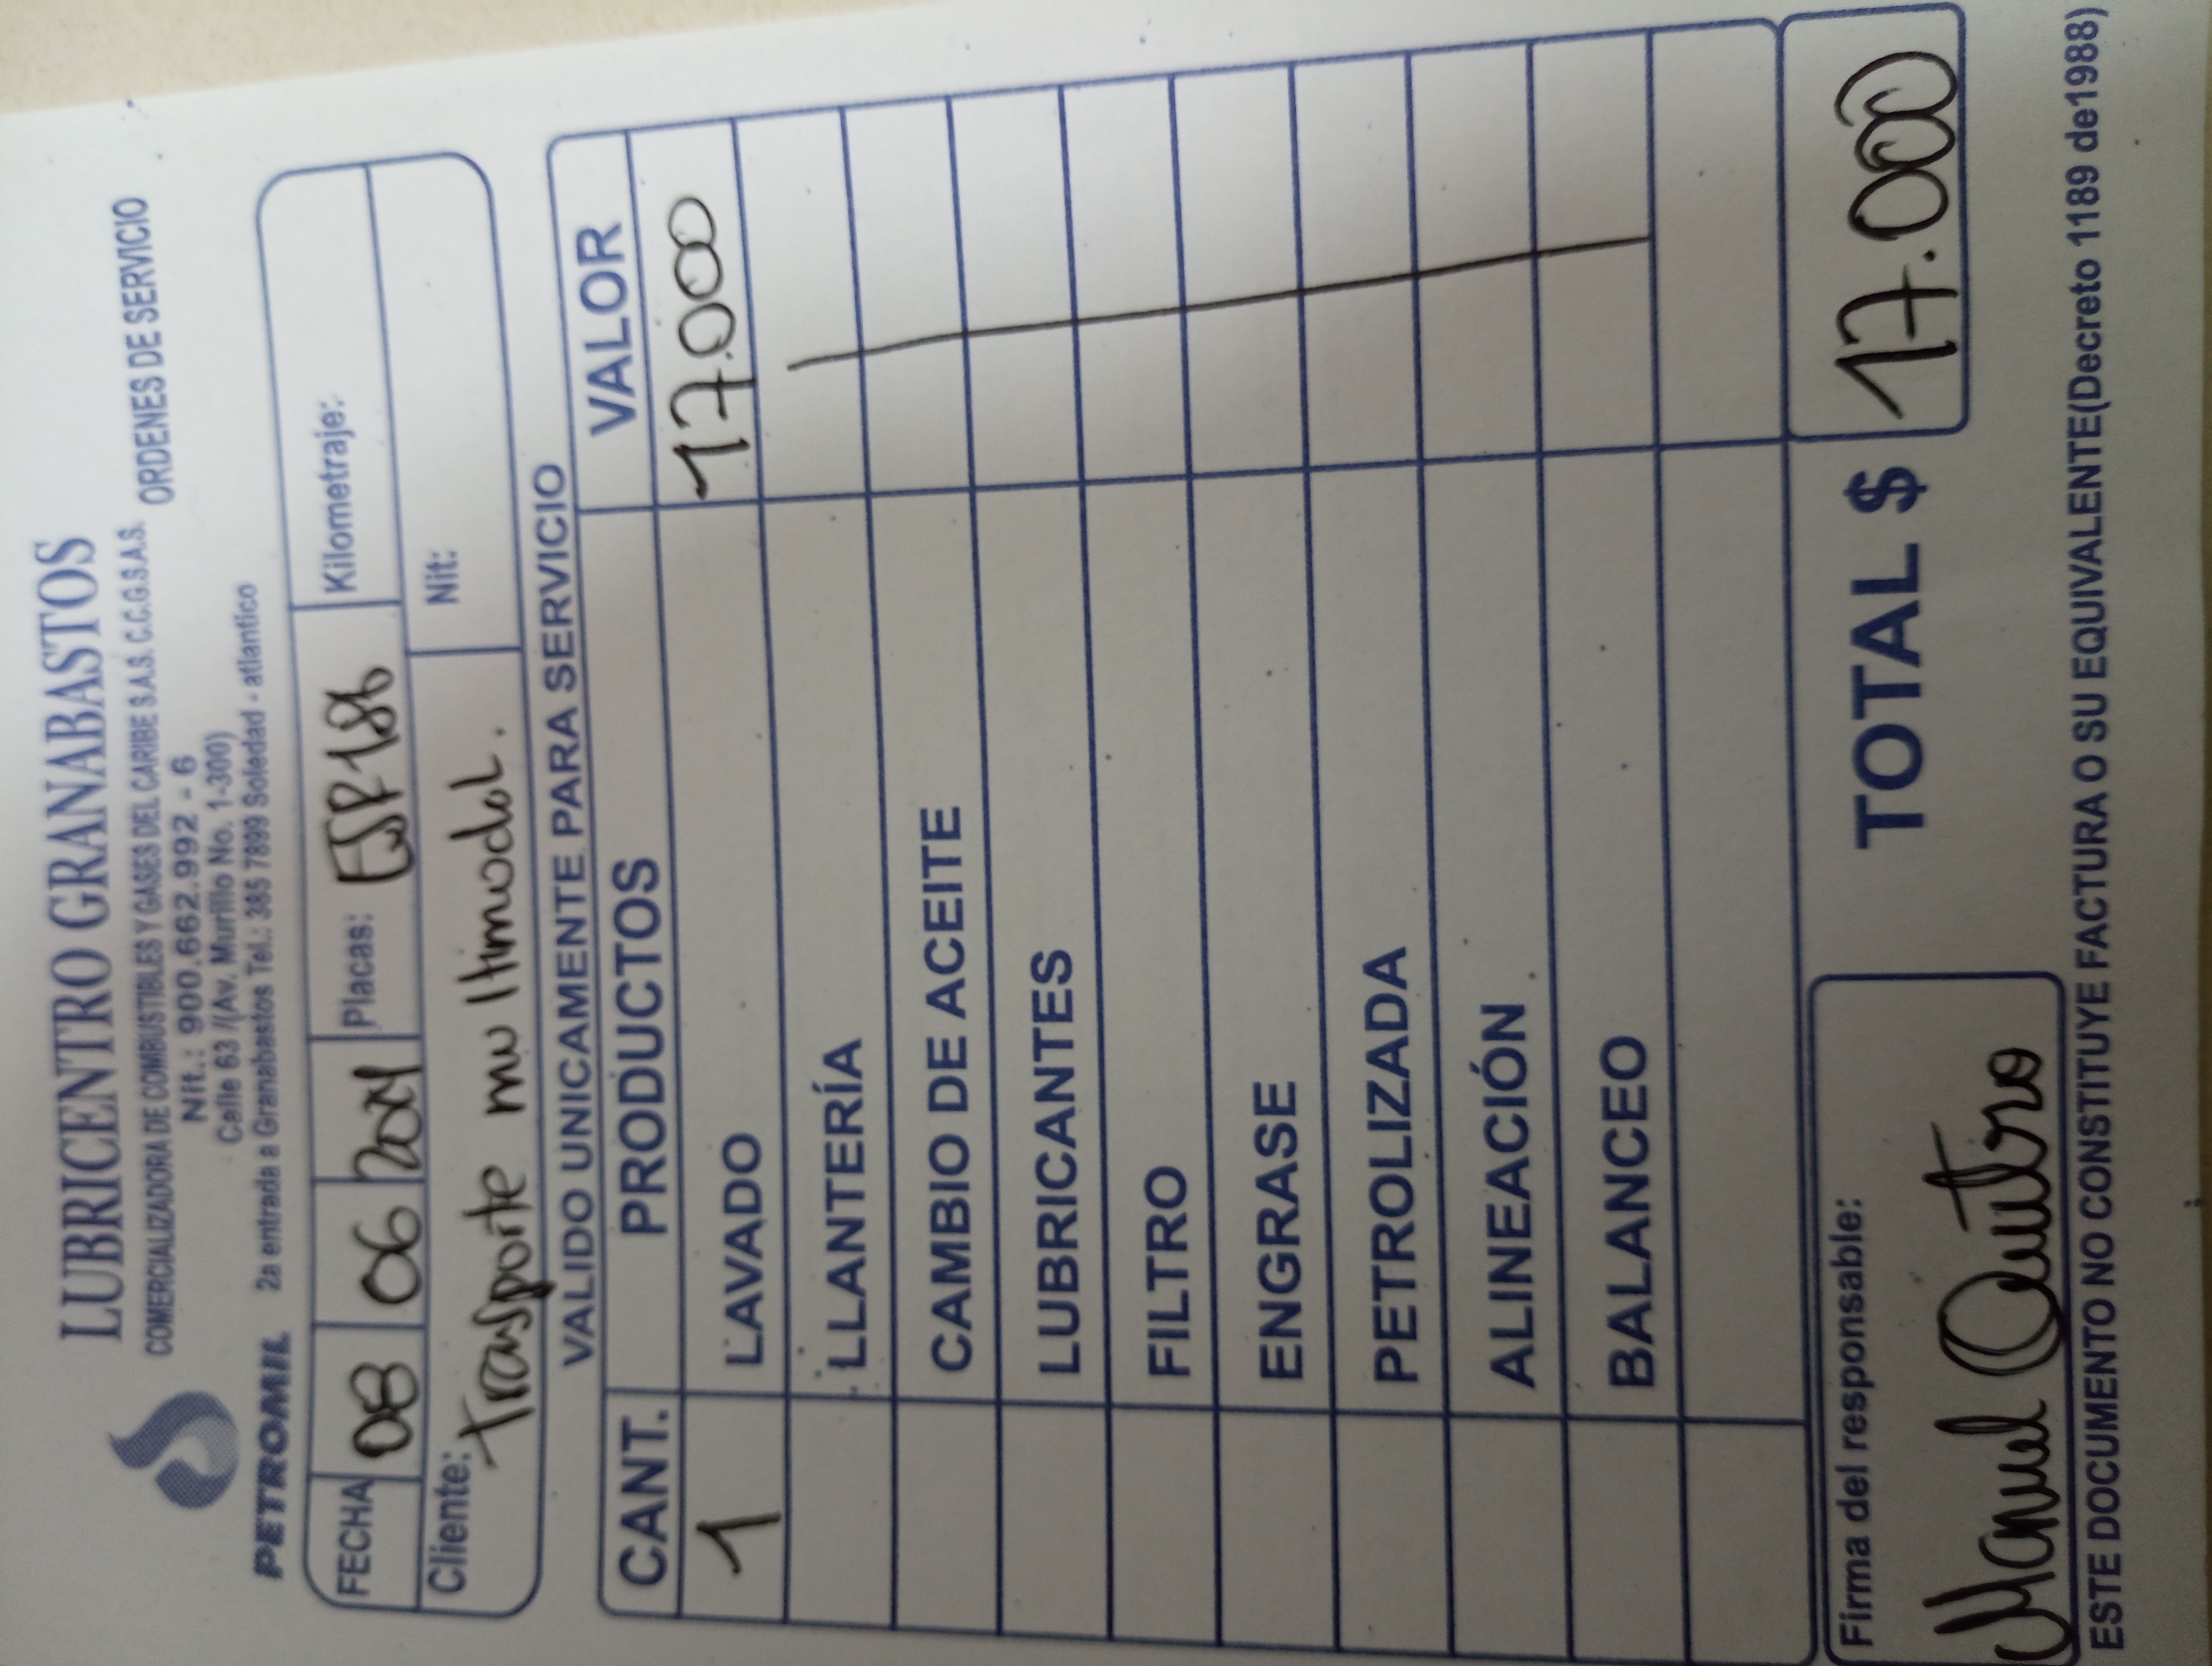 LUBRICENTRO GRANABASTOS
COMERCIALIZADORA DE COMBUSTIBLES Y GASES DEL CARIBE S.A.S. C.C.G.S.A.S.
ORDENES DE SERVICIO
Nit.: 900.662.992 - 6
Calle 63 /(Av. Murillo No. 1-300)
PETROMIL 2a entrada a Granabastos Tel.: 385 7899 Soledad - atlantico
FECHA 08 06 Placas: ESP186 Kilometraje:
Cliente: Trasporte multimodal. Nit:
VALIDO UNICAMENTE PARA SERVICIO
CANT. PRODUCTOS VALOR
1 LAVADO 17.000
LLANTERÍA
CAMBIO DE ACEITE
LUBRICANTES
FILTRO
ENGRASE
PETROLIZADA
ALINEACIÓN
BALANCEO
Firma del responsable: TOTAL $ 17.000
Manuel
ESTE DOCUMENTO NO CONSTITUYE FACTURA O SU EQUIVALENTE(Decreto 1189 de1988)